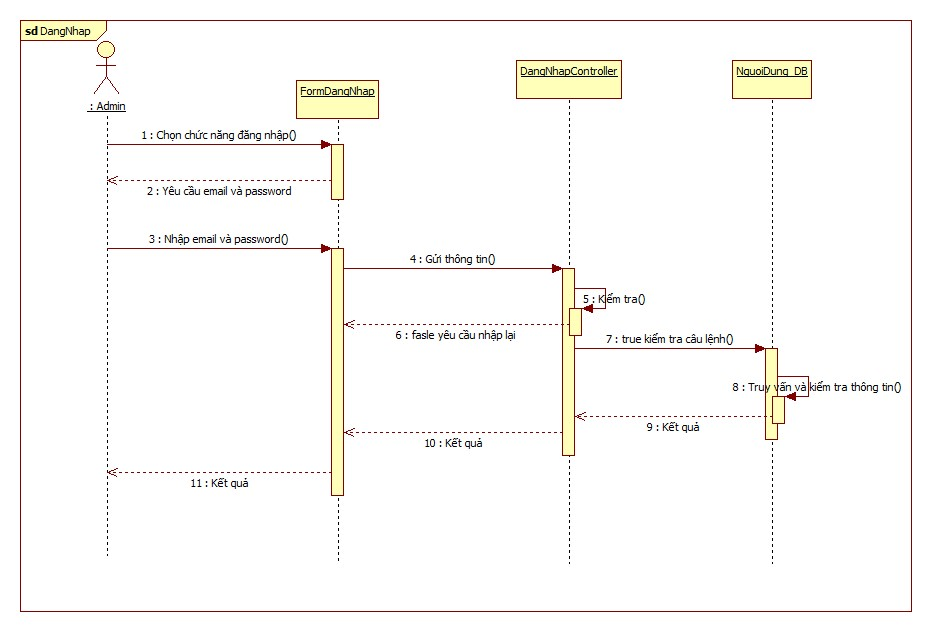 sd DangNhap
: Admin
FormDangNhap
DangNhapController
NguoiDung_DB
1 : Chọn chức năng đăng nhập()
2 : Yêu cầu email và password
3 : Nhập email và password()
4 : Gửi thông tin()
5 : Kiểm tra()
6 : fasle yêu cầu nhập lại
7 : true kiểm tra câu lệnh()
8 : Truy vấn và kiểm tra thông tin()
9 : Kết quả
10 : Kết quả
11 : Kết quả